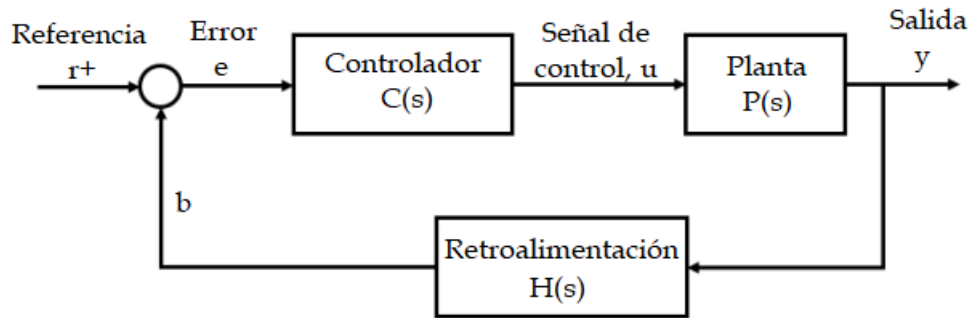 Referencia
r+
Error
e
Controlador
C(s)
Señal de
control, u
Planta
P(s)
Salida
y
b
Retroalimentación
H(s)